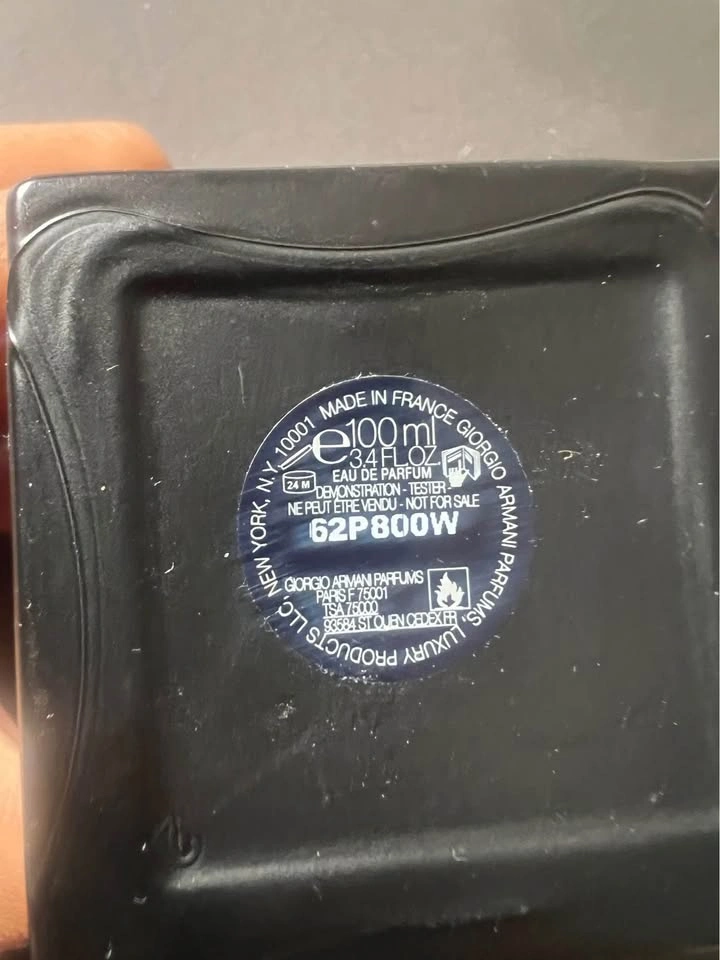 MADE IN FRANCE GIORGIO ARMANI PARFUMS, LUXURY PRODUCTS LLC, NEW YORK, N.Y. 10001
e100 ml
3.4 FL.OZ.
24 M
EAU DE PARFUM
DEMONSTRATION - TESTER -
NE PEUT ÊTRE VENDU - NOT FOR SALE
62P800W
GIORGIO ARMANI PARFUMS
PARIS F 75001
TSA 75000
93584 ST OUEN CEDEX FR